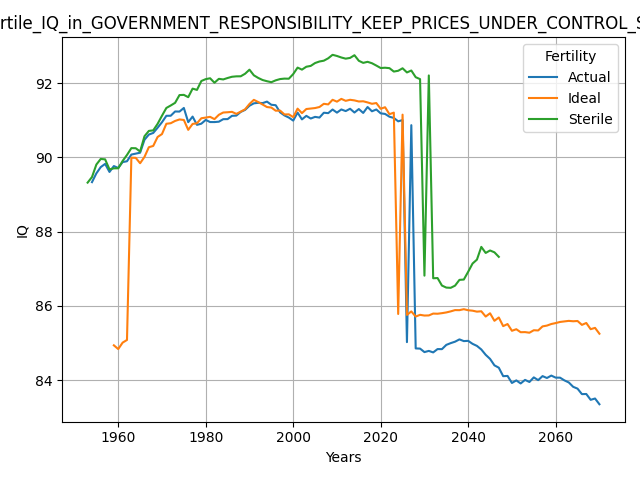 rtile_IQ_in_GOVERNMENT_RESPONSIBILITY_KEEP_PRICES_UNDER_CONTROL_S
Fertility
Actual
Ideal
Sterile
IQ
92
90
88
86
84
1960
1980
2000
2020
2040
2060
Years